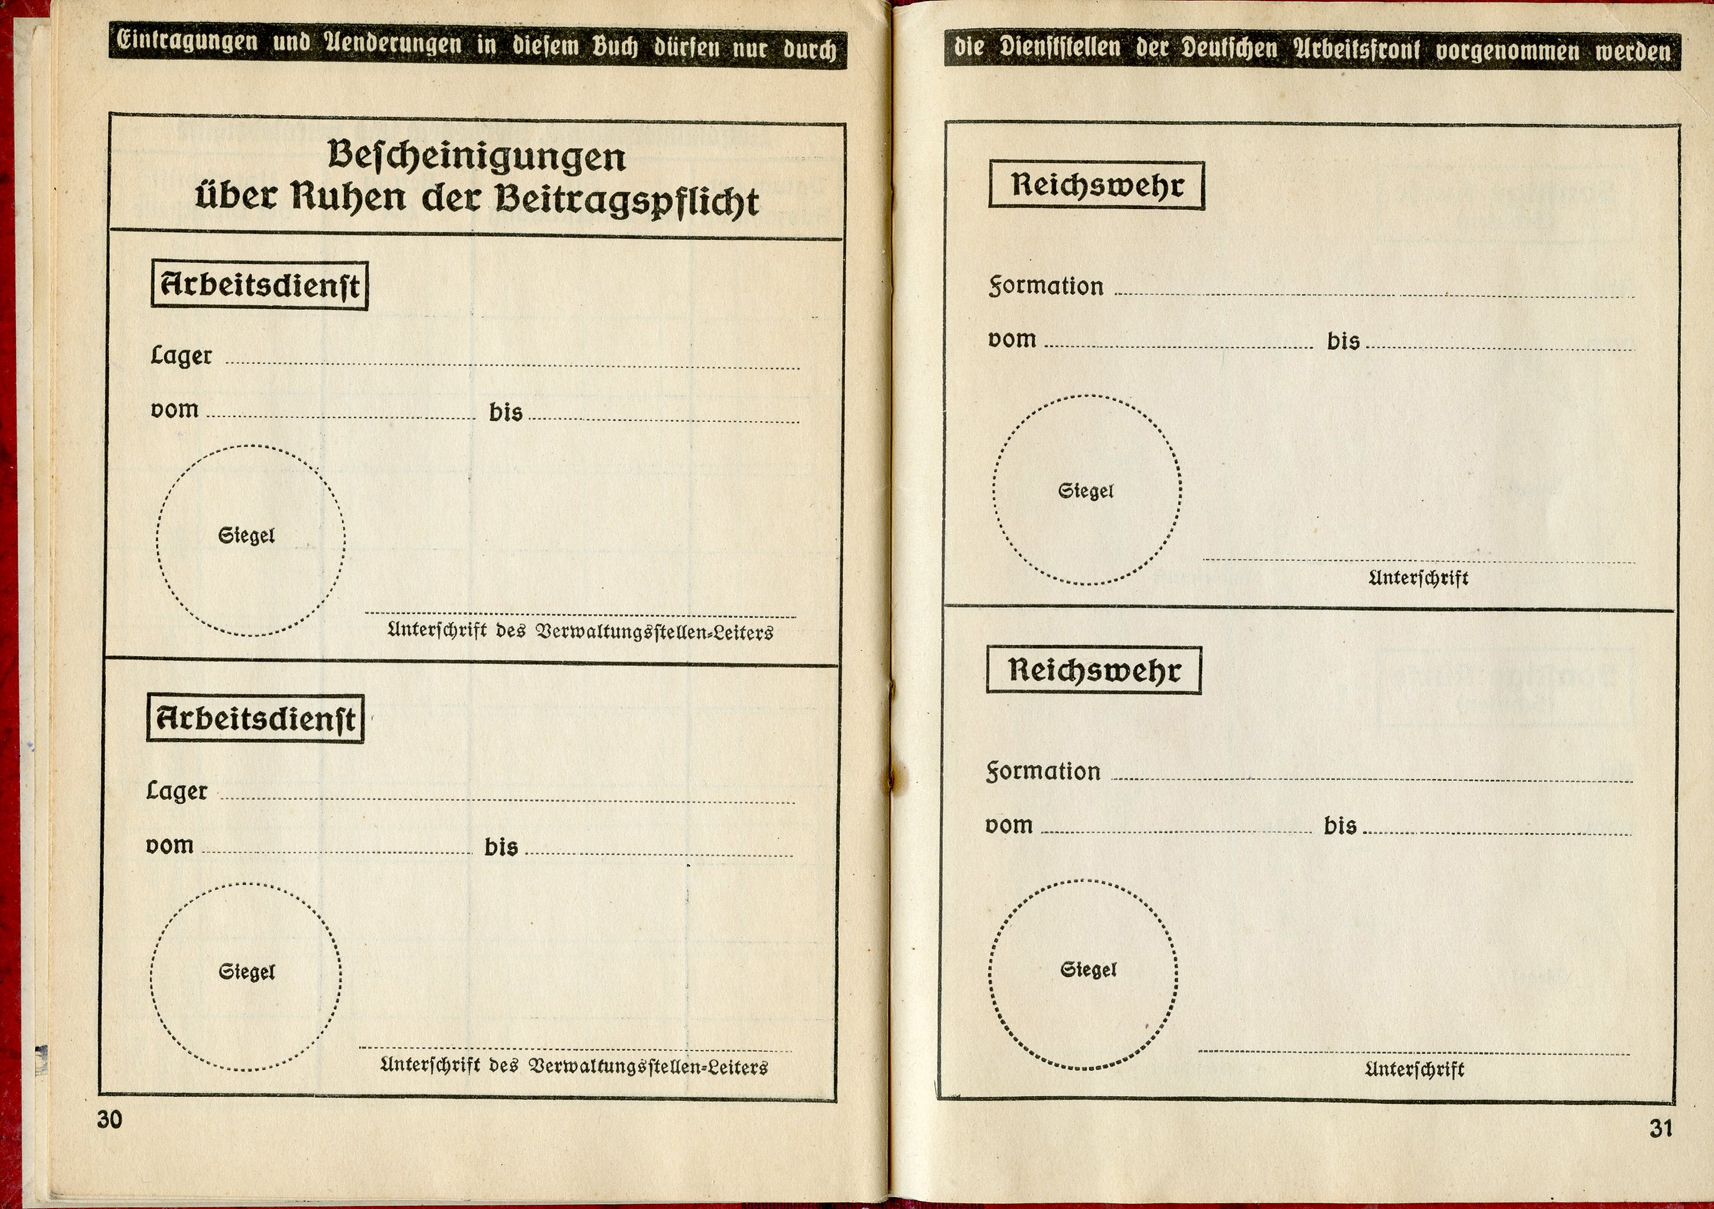 Eintragungen und Aenderungen in diesem Buch dürfen nur durch
Bescheinigungen
über Ruhen der Beitragspflicht
Arbeitsdienst
Lager
vom bis
Siegel
Unterschrift des Verwaltungsstellen-Leiters
Arbeitsdienst
Lager
vom bis
Siegel
Unterschrift des Verwaltungsstellen-Leiters
30
die Dienststellen der Deutschen Arbeitsfront vorgenommen werden
Reichswehr
Formation
vom bis
Siegel
Unterschrift
Reichswehr
Formation
vom bis
Siegel
Unterschrift
31